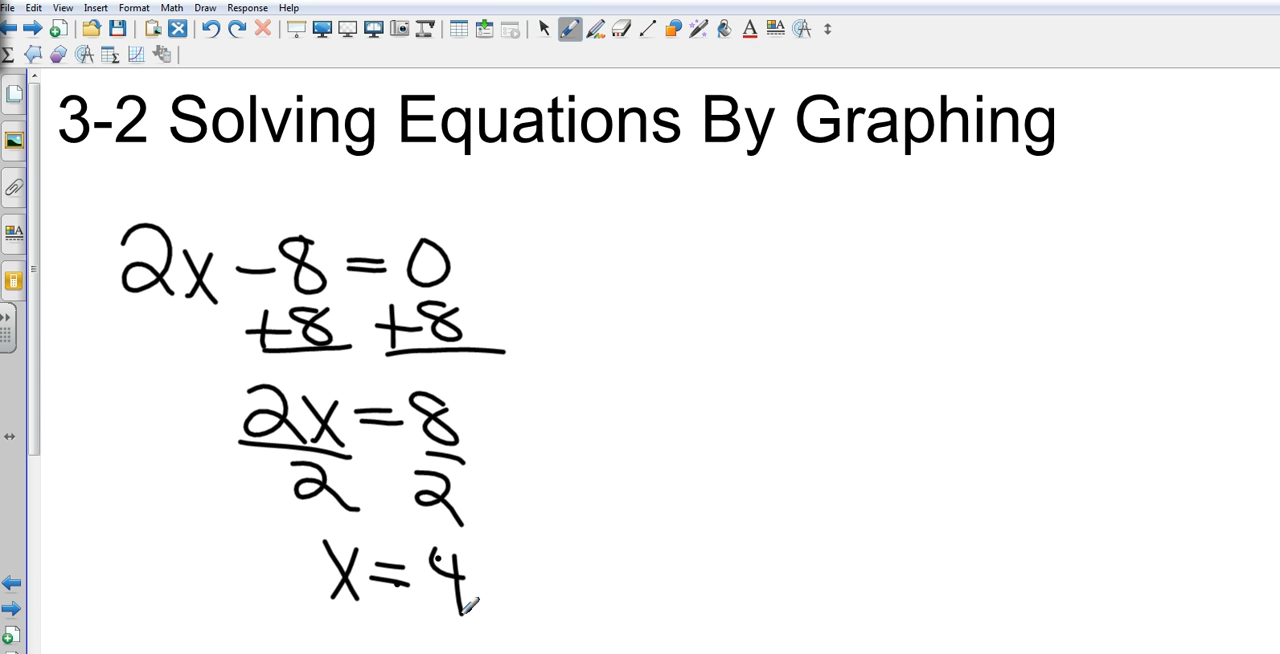 File Edit View Insert Format Math Draw Response Help
3-2 Solving Equations By Graphing
2x - 8 = 0
+8 +8
2x = 8
2 2
x = 4